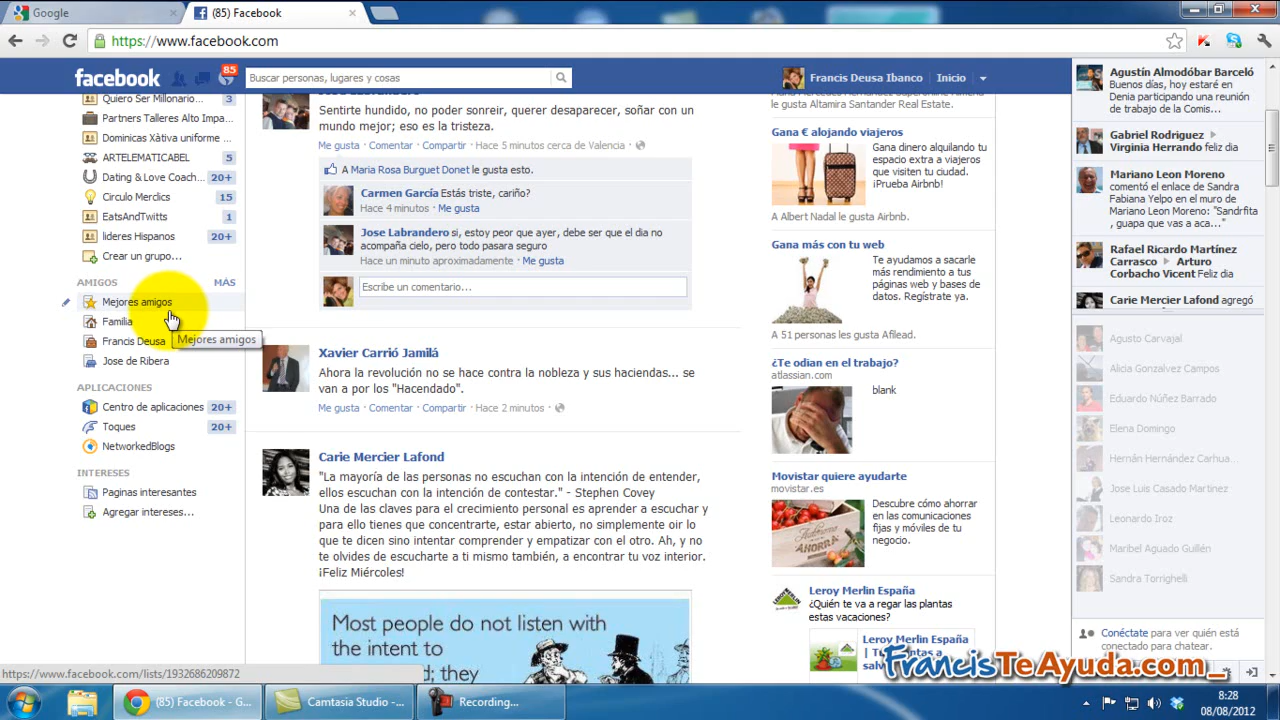 Google
(85) Facebook
https://www.facebook.com
facebook
85
Buscar personas, lugares y cosas
Francis Deusa Ibanco
Inicio
Quiero Ser Millonario...
3
Partners Talleres Alto Impa...
Dominicas Xàtiva uniforme ...
ARTELEMATICABEL
5
Dating & Love Coach...
20+
Circulo Merclics
15
EatsAndTwitts
1
lideres Hispanos
20+
Crear un grupo...
AMIGOS
MÁS
Mejores amigos
Familia
Francis Deusa
Mejores amigos
Jose de Ribera
APLICACIONES
Centro de aplicaciones
20+
Toques
20+
NetworkedBlogs
INTERESES
Paginas interesantes
Agregar intereses...
Jose Labrandero
Sentirte hundido, no poder sonreir, querer desaparecer, soñar con un
mundo mejor; eso es la tristeza.
Me gusta · Comentar · Compartir · Hace 5 minutos cerca de Valencia ·
A Maria Rosa Burguet Donet le gusta esto.
Carmen García Estás triste, cariño?
Hace 4 minutos · Me gusta
Jose Labrandero si, estoy peor que ayer, debe ser que el dia no
acompaña cielo, pero todo pasara seguro
Hace un minuto aproximadamente · Me gusta
Escribe un comentario...
Xavier Carrió Jamilá
Ahora la revolución no se hace contra la nobleza y sus haciendas... se
van a por los "Hacendado".
Me gusta · Comentar · Compartir · Hace 2 minutos ·
Carie Mercier Lafond
"La mayoría de las personas no escuchan con la intención de entender,
ellos escuchan con la intención de contestar." - Stephen Covey
Una de las claves para el crecimiento personal es aprender a escuchar y
para ello tienes que concentrarte, estar abierto, no simplemente oir lo
que te dicen sino intentar comprender y empatizar con el otro. Ah, y no
te olvides de escucharte a ti mismo también, a encontrar tu voz interior.
¡Feliz Miércoles!
Most people do not listen with
the intent to
understand; they
le gusta Altamira Santander Real Estate.
Gana € alojando viajeros
Gana dinero alquilando tu
espacio extra a viajeros
que visiten tu ciudad.
¡Prueba Airbnb!
A Albert Nadal le gusta Airbnb.
Gana más con tu web
Te ayudamos a sacarle
más rendimiento a tus
páginas web y bases de
datos. Regístrate ya.
A 51 persones les gusta Afilead.
¿Te odian en el trabajo?
atlassian.com
blank
Movistar quiere ayudarte
movistar.es
Descubre cómo ahorrar
en las comunicaciones
fijas y móviles de tu
negocio.
AHORRA
Leroy Merlin España
¿Quién te va a regar las plantas
estas vacaciones?
Leroy Merlin España
Agustín Almodóbar Barceló
Buenos días, hoy estaré en
Denia participando una reunión
de trabajo de la Comis...
Gabriel Rodriguez
Virginia Herrando feliz dia
Mariano Leon Moreno
comentó el enlace de Sandra
Fabiana Yelpo en el muro de
Mariano Leon Moreno: "Sandrfita
, guapa que vas a aca..."
Rafael Ricardo Martínez
Carrasco
Arturo
Corbacho Vicent Feliz dia
Carie Mercier Lafond agregó
Agusto Carvajal
Alicia Gonzalvez Campos
Eduardo Núñez Barrado
Elena Domingo
Hernán Hernández Carhua...
Jose Luis Casado Martinez
Leonardo Iroz
Maribel Aguado Guillén
Sandra Torrighelli
Conéctate para ver quién está
conectado para chatear.
FrancisTeAyuda.com_
https://www.facebook.com/lists/1932686209872
(85) Facebook - G...
Camtasia Studio -...
Recording...
8:28
08/08/2012